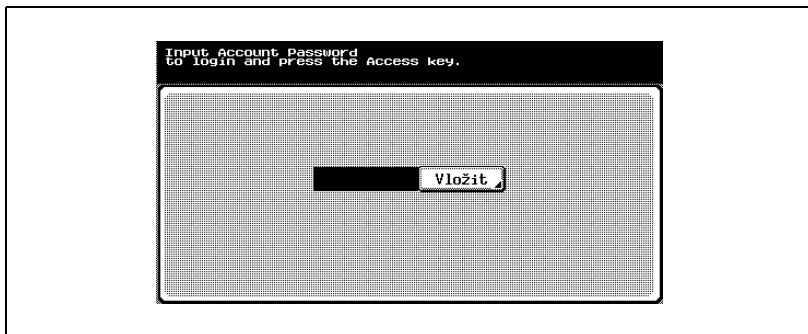 Input Account Password
to login and press the Access key.
Vložit